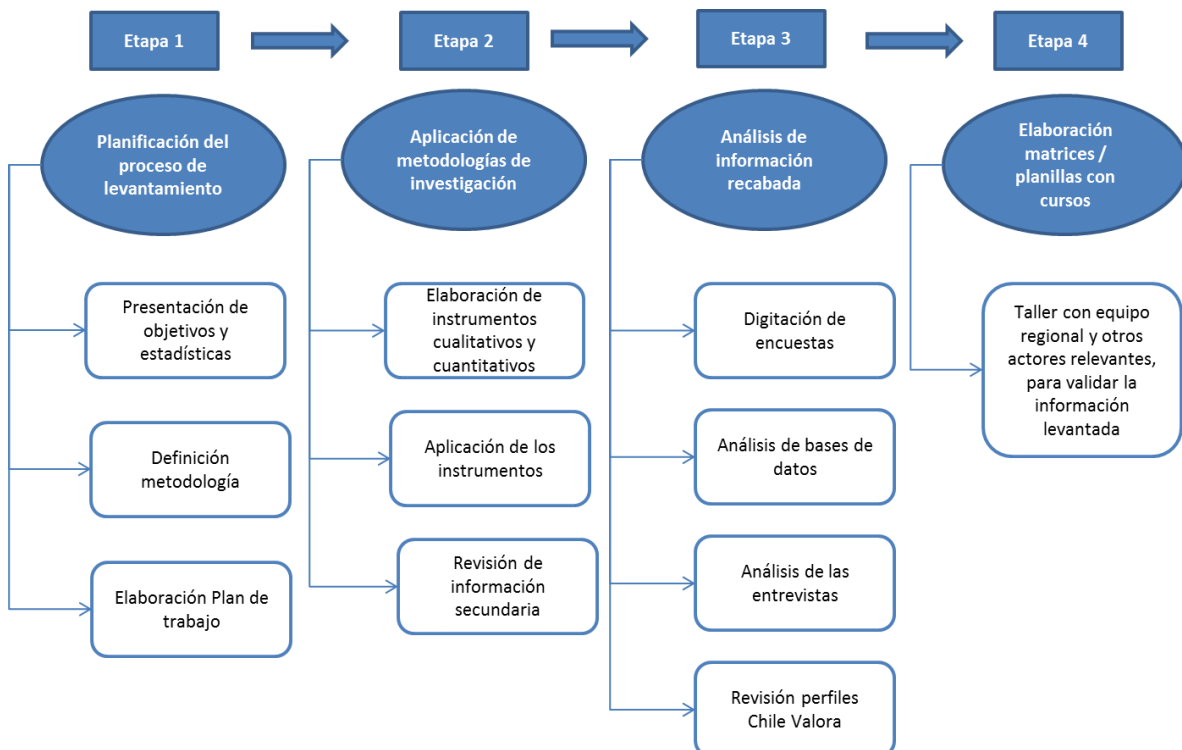 Etapa 1
Etapa 2
Etapa 3
Etapa 4
Planificación del
proceso de
levantamiento
Aplicación de
metodologías de
investigación
Análisis de
información
recabada
Elaboración
matrices /
planillas con
cursos
Presentación de
objetivos y
estadísticas
Elaboración de
instrumentos
cualitativos y
cuantitativos
Digitación de
encuestas
Taller con equipo
regional y otros
actores relevantes,
para validar la
información
levantada
Definición
metodología
Aplicación de los
instrumentos
Análisis de bases de
datos
Elaboración Plan de
trabajo
Revisión de
información
secundaria
Análisis de las
entrevistas
Revisión perfiles
Chile Valora